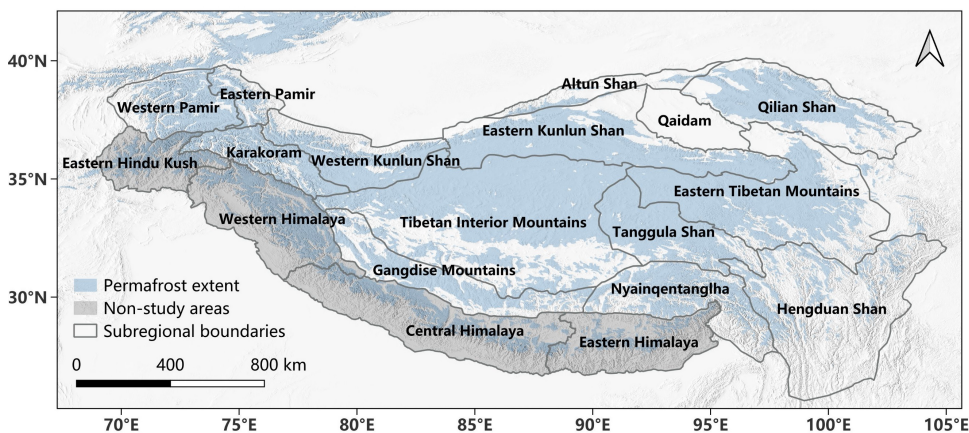 40°N
35°N
30°N
Altun Shan
Eastern Pamir
Western Pamir
Qilian Shan
Qaidam
Eastern Kunlun Shan
Karakoram
Western Kunlun Shan
Eastern Hindu Kush
Eastern Tibetan Mountains
Western Himalaya
Tibetan Interior Mountains
Tanggula Shan
Gangdise Mountains
Nyainqentanglha
Hengduan Shan
Central Himalaya
Eastern Himalaya
Permafrost extent
Non-study areas
Subregional boundaries
0 400 800 km
70°E 75°E 80°E 85°E 90°E 95°E 100°E 105°E